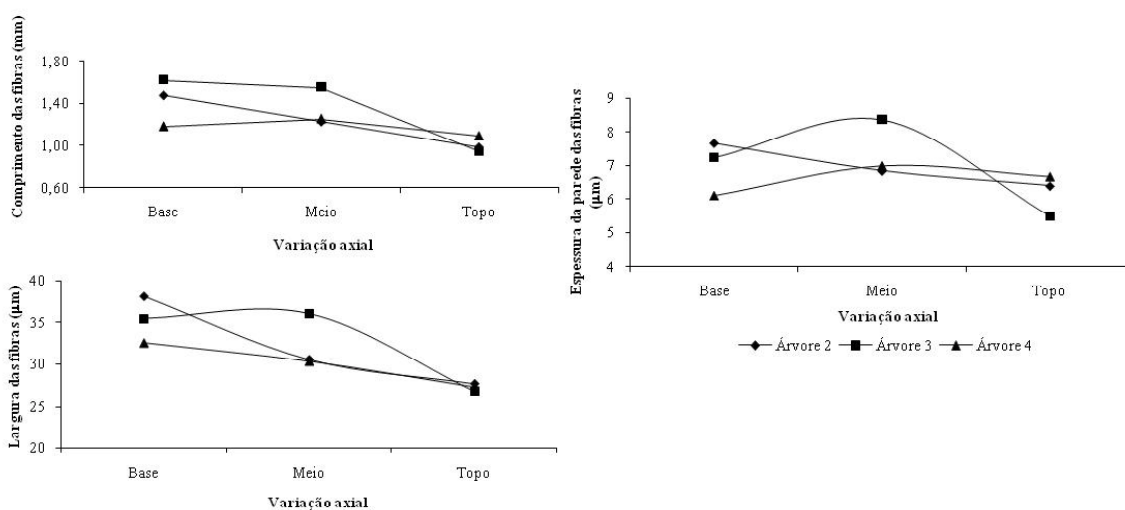 Comprimento das fibras (mm)
1,80
1,40
1,00
0,60
Base
Meio
Topo
Variação axial
Largura das fibras (µm)
40
35
30
25
20
Base
Meio
Topo
Variação axial
Espessura da parede das fibras
(µm)
9
8
7
6
5
4
Base
Meio
Topo
Variação axial
Árvore 2
Árvore 3
Árvore 4